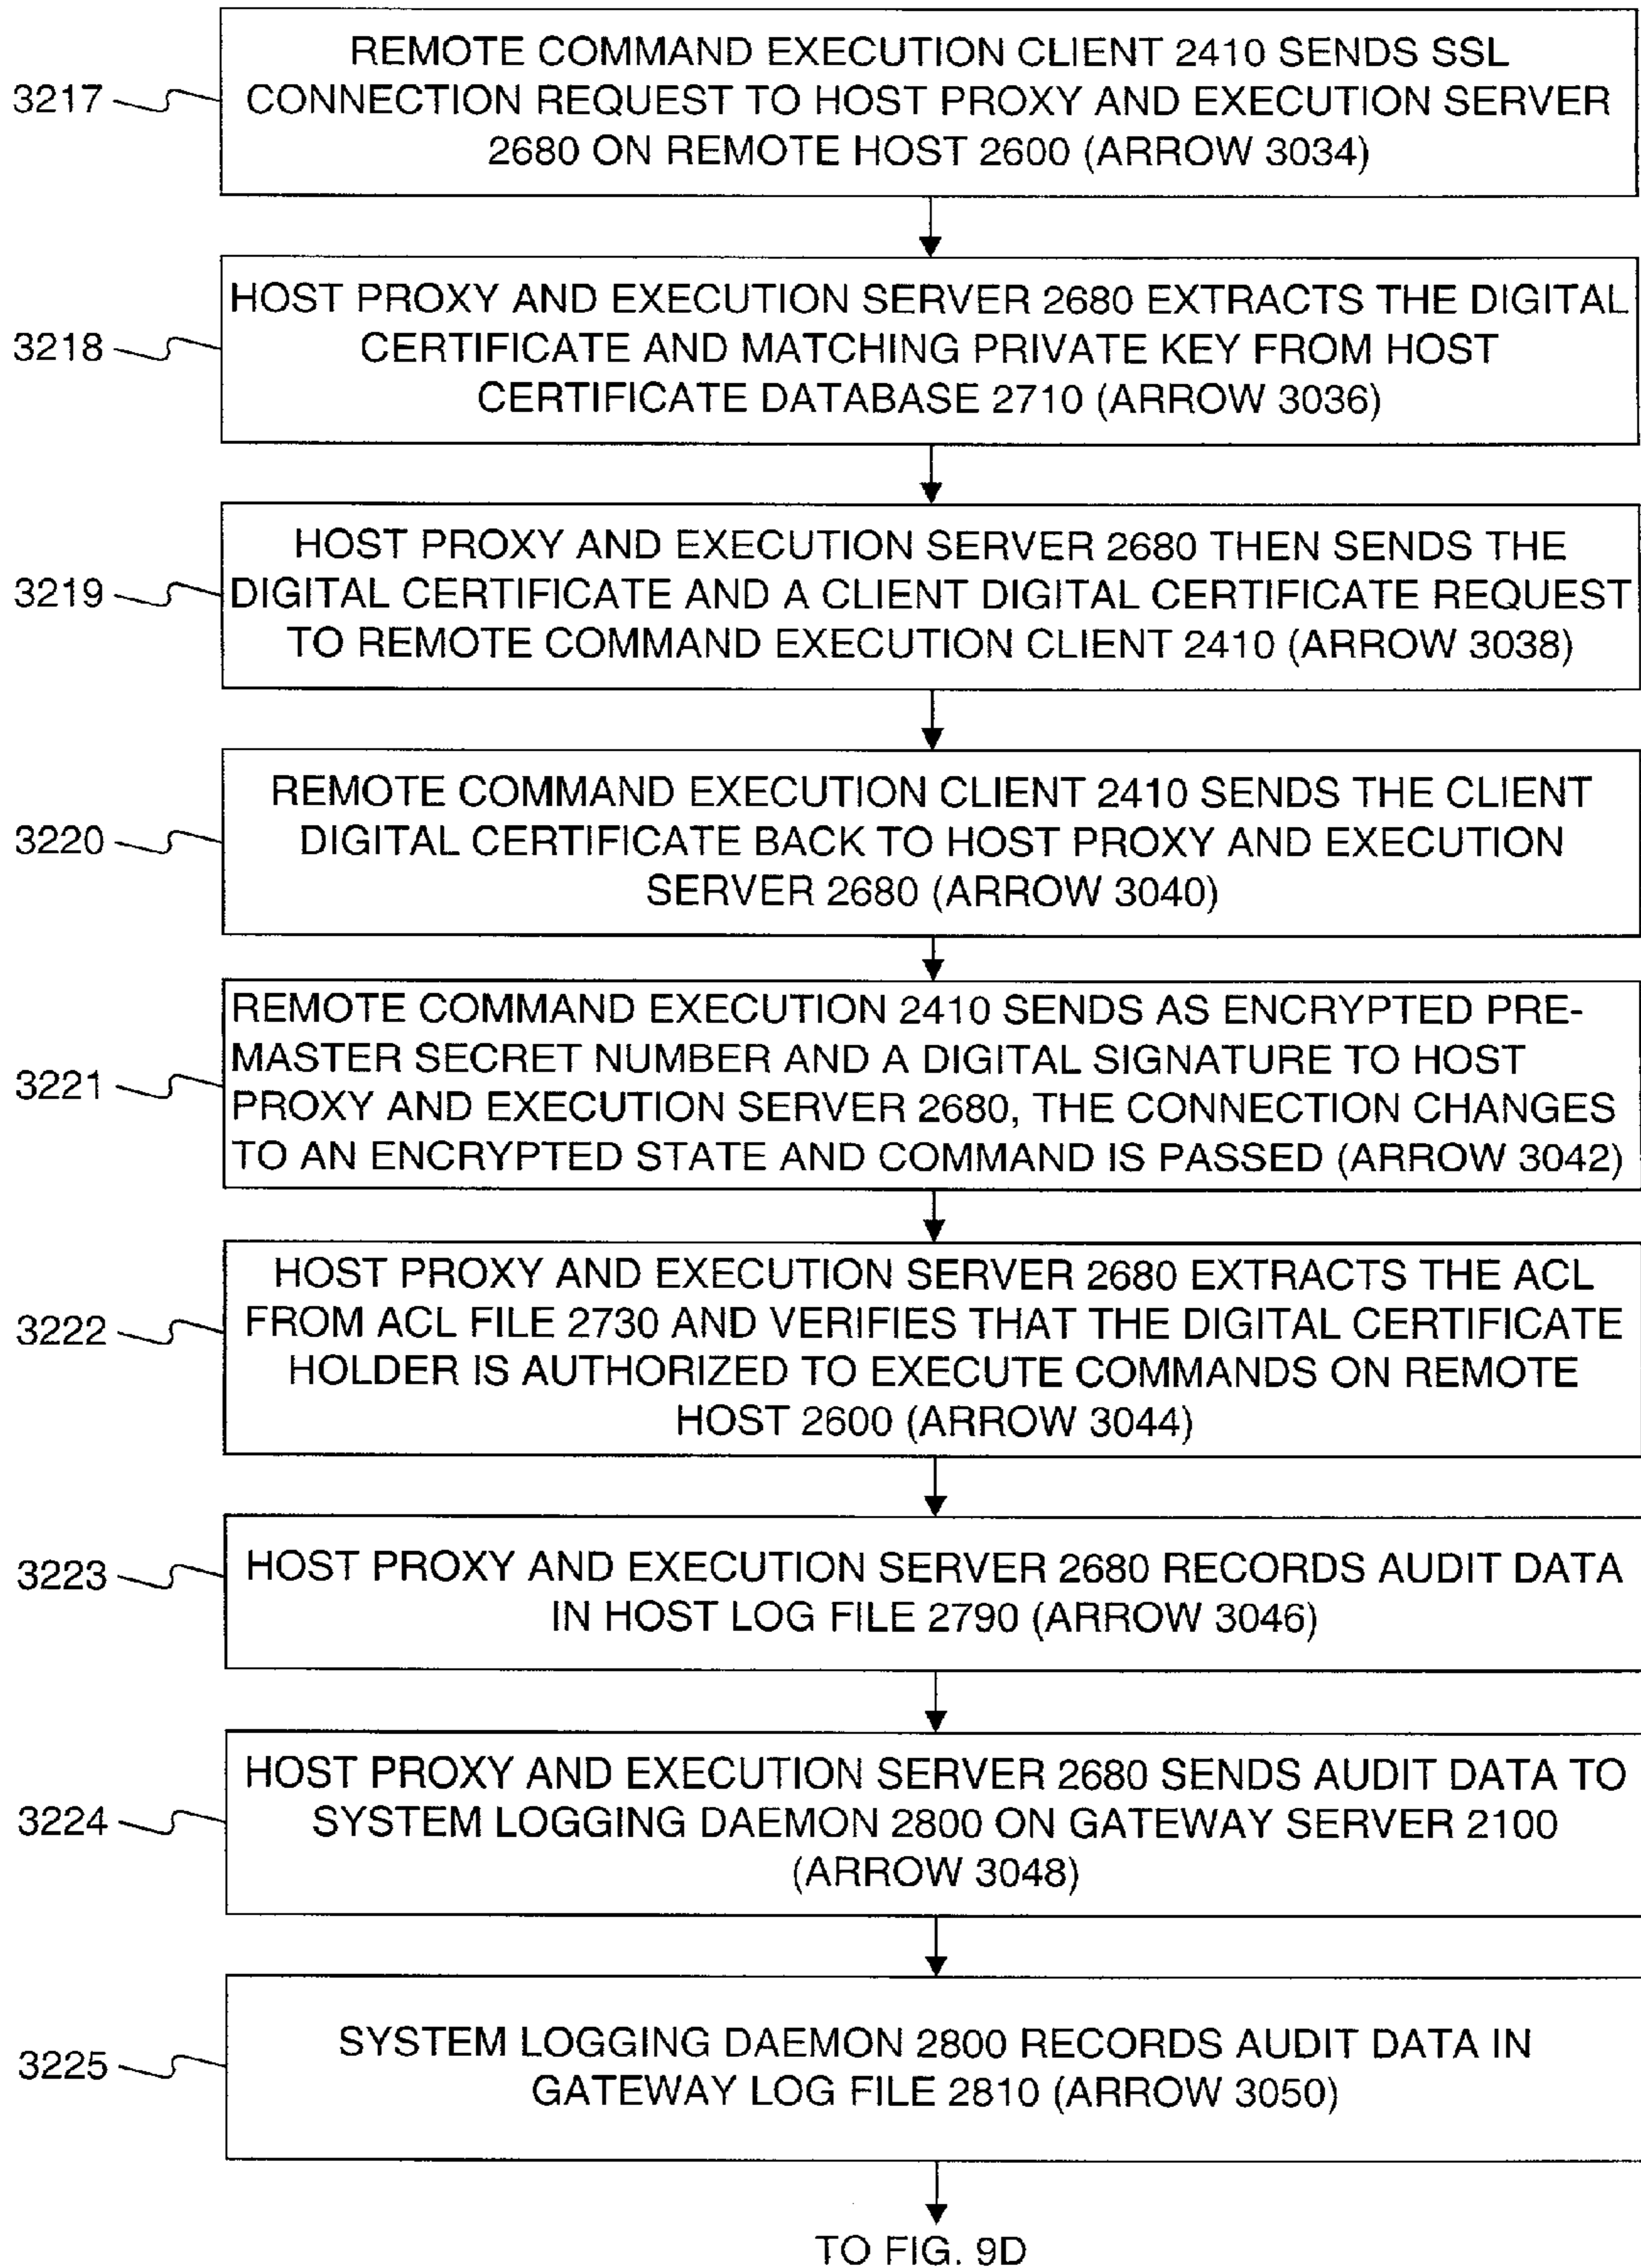 3217
REMOTE COMMAND EXECUTION CLIENT 2410 SENDS SSL
CONNECTION REQUEST TO HOST PROXY AND EXECUTION SERVER
2680 ON REMOTE HOST 2600 (ARROW 3034)
3218
HOST PROXY AND EXECUTION SERVER 2680 EXTRACTS THE DIGITAL
CERTIFICATE AND MATCHING PRIVATE KEY FROM HOST
CERTIFICATE DATABASE 2710 (ARROW 3036)
3219
HOST PROXY AND EXECUTION SERVER 2680 THEN SENDS THE
DIGITAL CERTIFICATE AND A CLIENT DIGITAL CERTIFICATE REQUEST
TO REMOTE COMMAND EXECUTION CLIENT 2410 (ARROW 3038)
3220
REMOTE COMMAND EXECUTION CLIENT 2410 SENDS THE CLIENT
DIGITAL CERTIFICATE BACK TO HOST PROXY AND EXECUTION
SERVER 2680 (ARROW 3040)
3221
REMOTE COMMAND EXECUTION 2410 SENDS AS ENCRYPTED PRE-
MASTER SECRET NUMBER AND A DIGITAL SIGNATURE TO HOST
PROXY AND EXECUTION SERVER 2680, THE CONNECTION CHANGES
TO AN ENCRYPTED STATE AND COMMAND IS PASSED (ARROW 3042)
3222
HOST PROXY AND EXECUTION SERVER 2680 EXTRACTS THE ACL
FROM ACL FILE 2730 AND VERIFIES THAT THE DIGITAL CERTIFICATE
HOLDER IS AUTHORIZED TO EXECUTE COMMANDS ON REMOTE
HOST 2600 (ARROW 3044)
3223
HOST PROXY AND EXECUTION SERVER 2680 RECORDS AUDIT DATA
IN HOST LOG FILE 2790 (ARROW 3046)
3224
HOST PROXY AND EXECUTION SERVER 2680 SENDS AUDIT DATA TO
SYSTEM LOGGING DAEMON 2800 ON GATEWAY SERVER 2100
(ARROW 3048)
3225
SYSTEM LOGGING DAEMON 2800 RECORDS AUDIT DATA IN
GATEWAY LOG FILE 2810 (ARROW 3050)
TO FIG. 9D